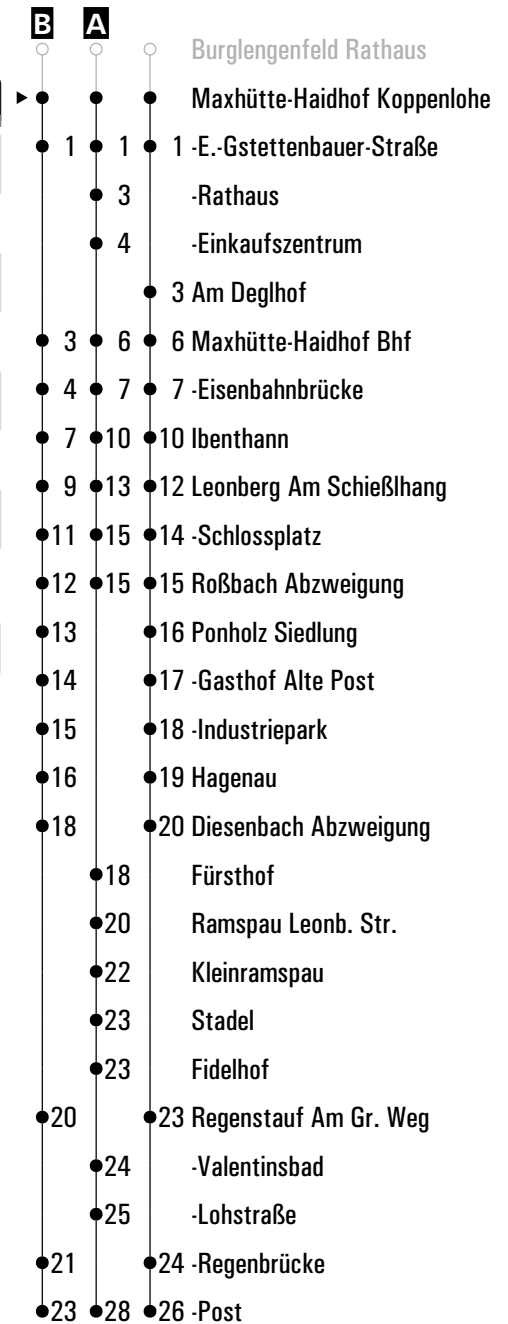 B A
Burglengenfeld Rathaus
Maxhütte-Haidhof Koppenlohe
1 1 1 -E.-Gstettenbauer-Straße
3 -Rathaus
4 -Einkaufszentrum
3 Am Deglhof
3 6 6 Maxhütte-Haidhof Bhf
4 7 7 -Eisenbahnbrücke
7 10 10 Ibenthann
9 13 12 Leonberg Am Schießlhang
11 15 14 -Schlossplatz
12 15 15 Roßbach Abzweigung
13 16 Ponholz Siedlung
14 17 -Gasthof Alte Post
15 18 -Industriepark
16 19 Hagenau
18 20 Diesenbach Abzweigung
18 Fürsthof
20 Ramspau Leonb. Str.
22 Kleinramspau
23 Stadel
23 Fidelhof
20 23 Regenstauf Am Gr. Weg
24 -Valentinsbad
25 -Lohstraße
21 24 -Regenbrücke
23 28 26 -Post